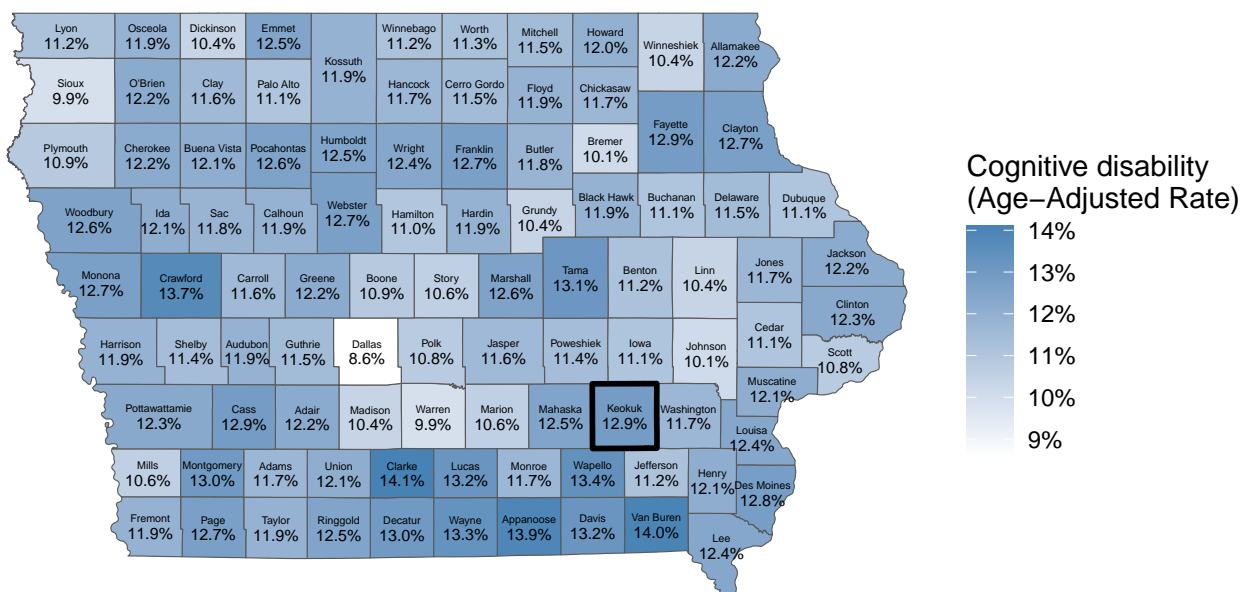 Lyon
11.2%
Osceola
11.9%
Dickinson
10.4%
Emmet
12.5%
Kossuth
11.9%
Winnebago
11.2%
Worth
11.3%
Mitchell
11.5%
Howard
12.0%
Winneshiek
10.4%
Allamakee
12.2%
Sioux
9.9%
O'Brien
12.2%
Clay
11.6%
Palo Alto
11.1%
Hancock
11.7%
Cerro Gordo
11.5%
Floyd
11.9%
Chickasaw
11.7%
Fayette
12.9%
Clayton
12.7%
Plymouth
10.9%
Cherokee
12.2%
Buena Vista
12.1%
Pocahontas
12.6%
Humboldt
12.5%
Wright
12.4%
Franklin
12.7%
Butler
11.8%
Bremer
10.1%
Woodbury
12.6%
Ida
12.1%
Sac
11.8%
Calhoun
11.9%
Webster
12.7%
Hamilton
11.0%
Hardin
11.9%
Grundy
10.4%
Black Hawk
11.9%
Buchanan
11.1%
Delaware
11.5%
Dubuque
11.1%
Monona
12.7%
Crawford
13.7%
Carroll
11.6%
Greene
12.2%
Boone
10.9%
Story
10.6%
Marshall
12.6%
Tama
13.1%
Benton
11.2%
Linn
10.4%
Jones
11.7%
Jackson
12.2%
Clinton
12.3%
Harrison
11.9%
Shelby
11.4%
Audubon
11.9%
Guthrie
11.5%
Dallas
8.6%
Polk
10.8%
Jasper
11.6%
Poweshiek
11.4%
Iowa
11.1%
Johnson
10.1%
Cedar
11.1%
Scott
10.8%
Muscatine
12.1%
Pottawattamie
12.3%
Cass
12.9%
Adair
12.2%
Madison
10.4%
Warren
9.9%
Marion
10.6%
Mahaska
12.5%
Keokuk
12.9%
Washington
11.7%
Louisa
12.4%
Mills
10.6%
Montgomery
13.0%
Adams
11.7%
Union
12.1%
Clarke
14.1%
Lucas
13.2%
Monroe
11.7%
Wapello
13.4%
Jefferson
11.2%
Henry
12.1%
Des Moines
12.8%
Fremont
11.9%
Page
12.7%
Taylor
11.9%
Ringgold
12.5%
Decatur
13.0%
Wayne
13.3%
Appanoose
13.9%
Davis
13.2%
Van Buren
14.0%
Lee
12.4%
Cognitive disability
(Age−Adjusted Rate)
14%
13%
12%
11%
10%
9%